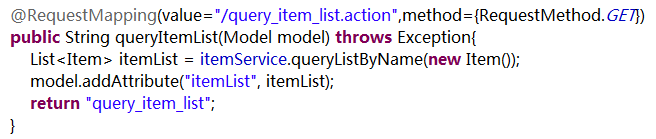 @RequestMapping(value="/query_item_list.action",method={RequestMethod.GET})
public String queryItemList(Model model) throws Exception{
List<Item> itemList = itemService.queryListByName(new Item());
model.addAttribute("itemList", itemList);
return "query_item_list";
}